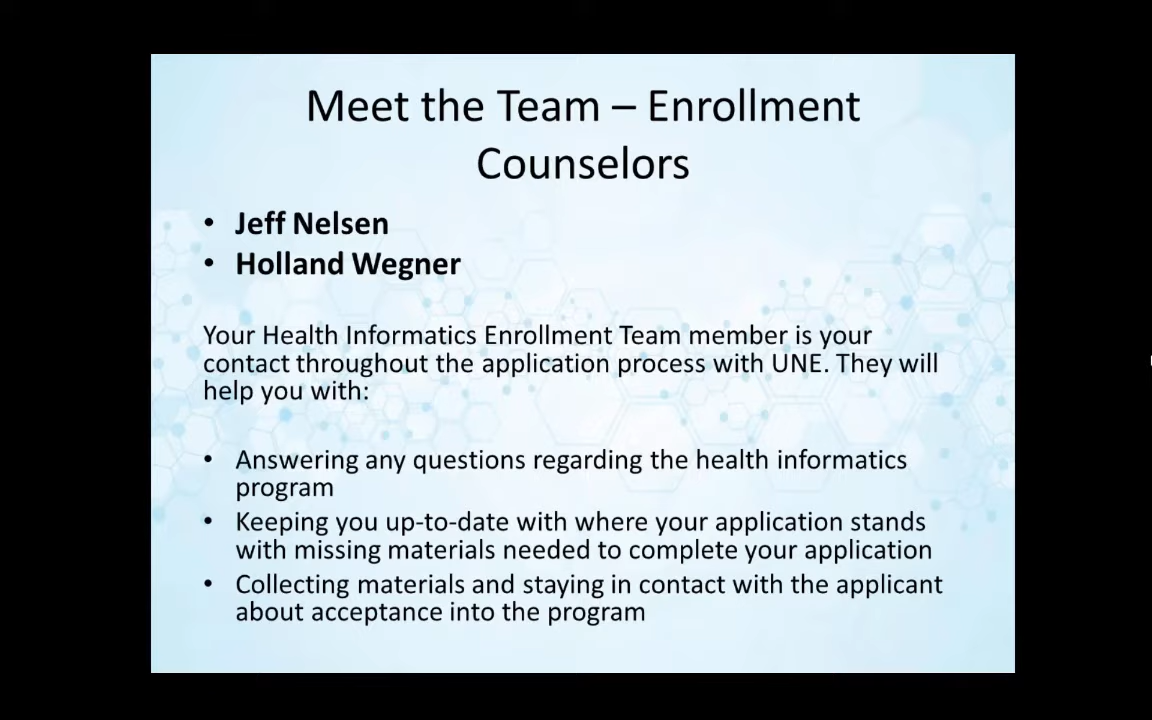 Meet the Team – Enrollment
Counselors
• Jeff Nelsen
• Holland Wegner
Your Health Informatics Enrollment Team member is your
contact throughout the application process with UNE. They will
help you with:
• Answering any questions regarding the health informatics
program
• Keeping you up-to-date with where your application stands
with missing materials needed to complete your application
• Collecting materials and staying in contact with the applicant
about acceptance into the program